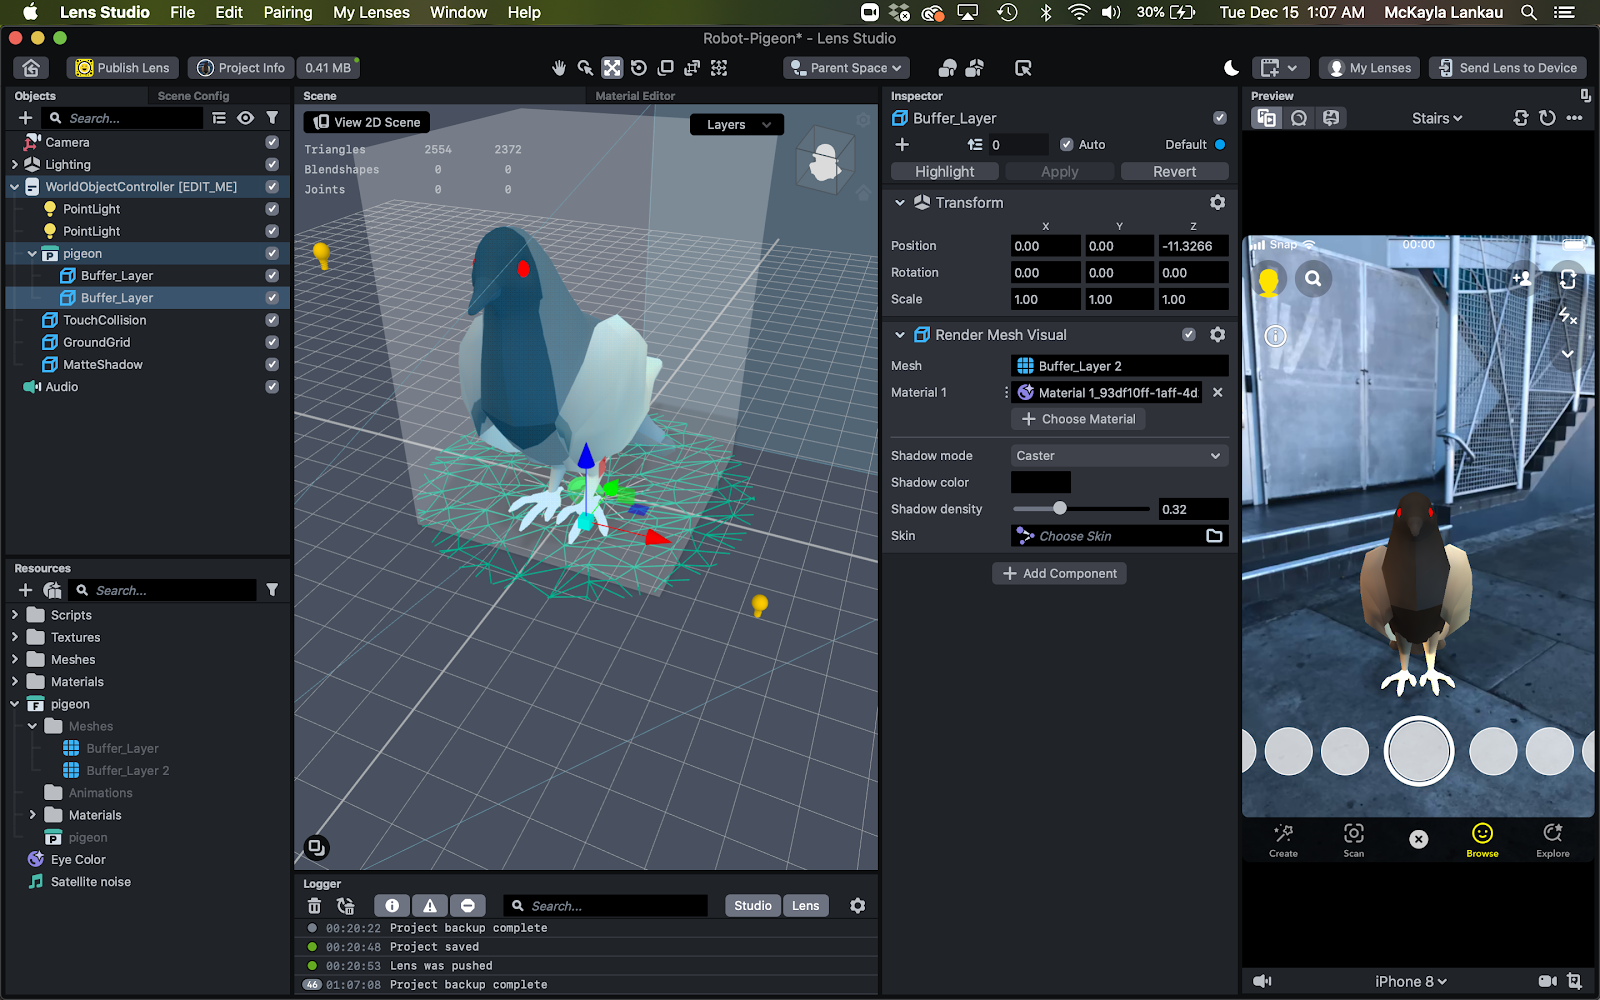 Lens Studio File Edit Pairing My Lenses Window Help 30% Tue Dec 15 1:07 AM McKayla Lankau
Robot-Pigeon* - Lens Studio
Publish Lens Project Info 0.41 MB Parent Space My Lenses Send Lens to Device
Objects Scene Config
Search...
Camera
Lighting
WorldObjectController [EDIT_ME]
PointLight
PointLight
pigeon
Buffer_Layer
Buffer_Layer
TouchCollision
GroundGrid
MatteShadow
Audio
Resources
Search...
Scripts
Textures
Meshes
Materials
pigeon
Meshes
Buffer_Layer
Buffer_Layer 2
Animations
Materials
pigeon
Eye Color
Satellite noise
Scene Material Editor
View 2D Scene Layers
Triangles 2554 2372
Blendshapes 0 0
Joints 0 0
Logger
Search... Studio Lens
00:20:22 Project backup complete
00:20:48 Project saved
00:20:53 Lens was pushed
46 01:07:08 Project backup complete
Inspector
Buffer_Layer
0 Auto Default
Highlight Apply Revert
Transform
X Y Z
Position 0.00 0.00 -11.3266
Rotation 0.00 0.00 0.00
Scale 1.00 1.00 1.00
Render Mesh Visual
Mesh Buffer_Layer 2
Material 1 Material 1_93df10ff-1aff-4d
Choose Material
Shadow mode Caster
Shadow color
Shadow density 0.32
Skin Choose Skin
Add Component
Preview
Stairs
Snap 00:00
Create Scan Browse Explore
iPhone 8